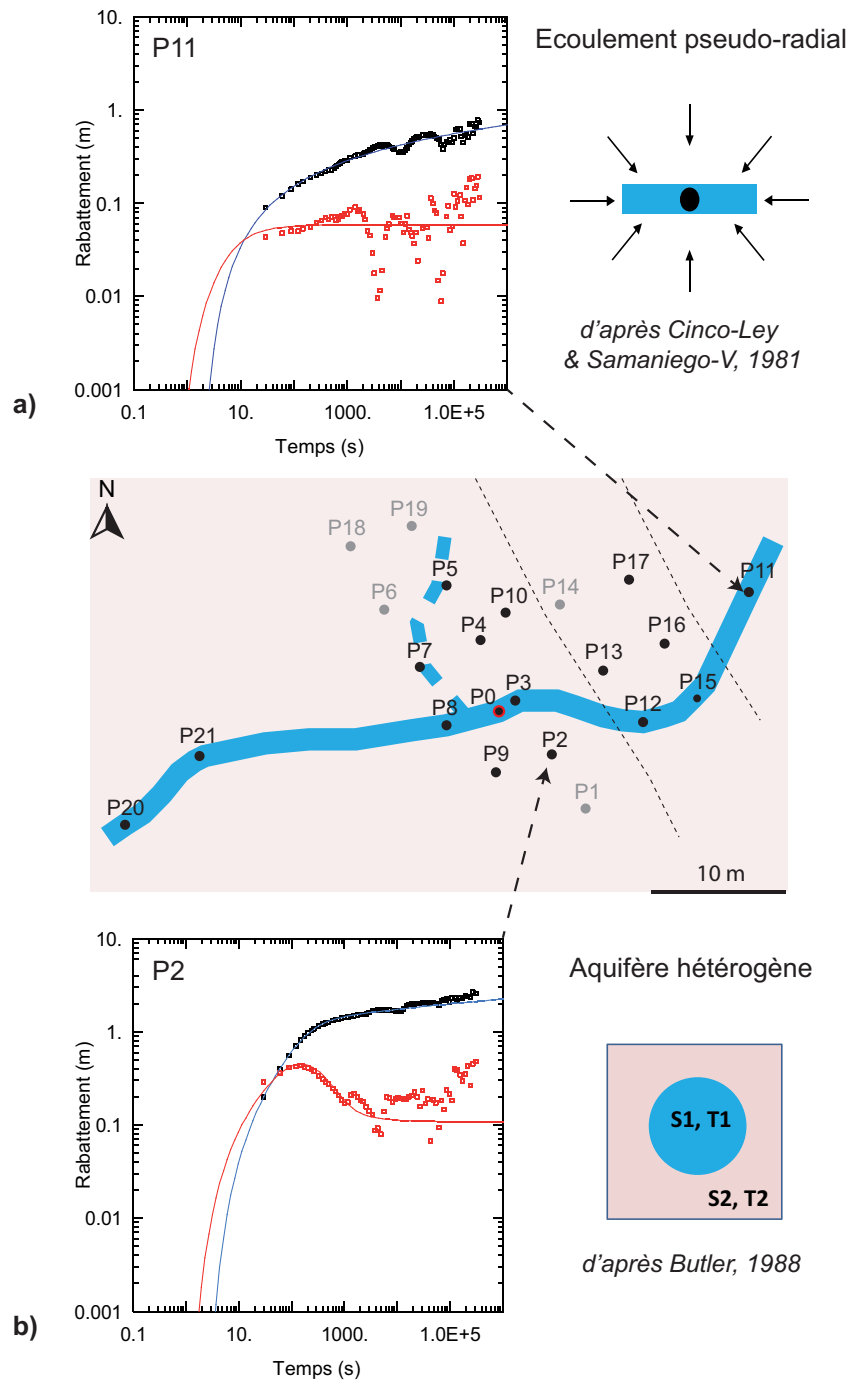 P11
Rabattement (m)
10.
1.
0.1
0.01
0.001
0.1
10.
1000.
1.0E+5
Temps (s)
a)
Ecoulement pseudo-radial
d'après Cinco-Ley
& Samaniego-V, 1981
N
P19
P18
P5
P6
P17
P11
P14
P10
P4
P16
P7
P13
P0
P3
P15
P8
P12
P21
P2
P9
P1
P20
10 m
P2
Rabattement (m)
10.
1.0
0.1
0.01
0.001
0.1
10.
1000.
1.0E+5
Temps (s)
b)
Aquifère hétérogène
S1, T1
S2, T2
d'après Butler, 1988